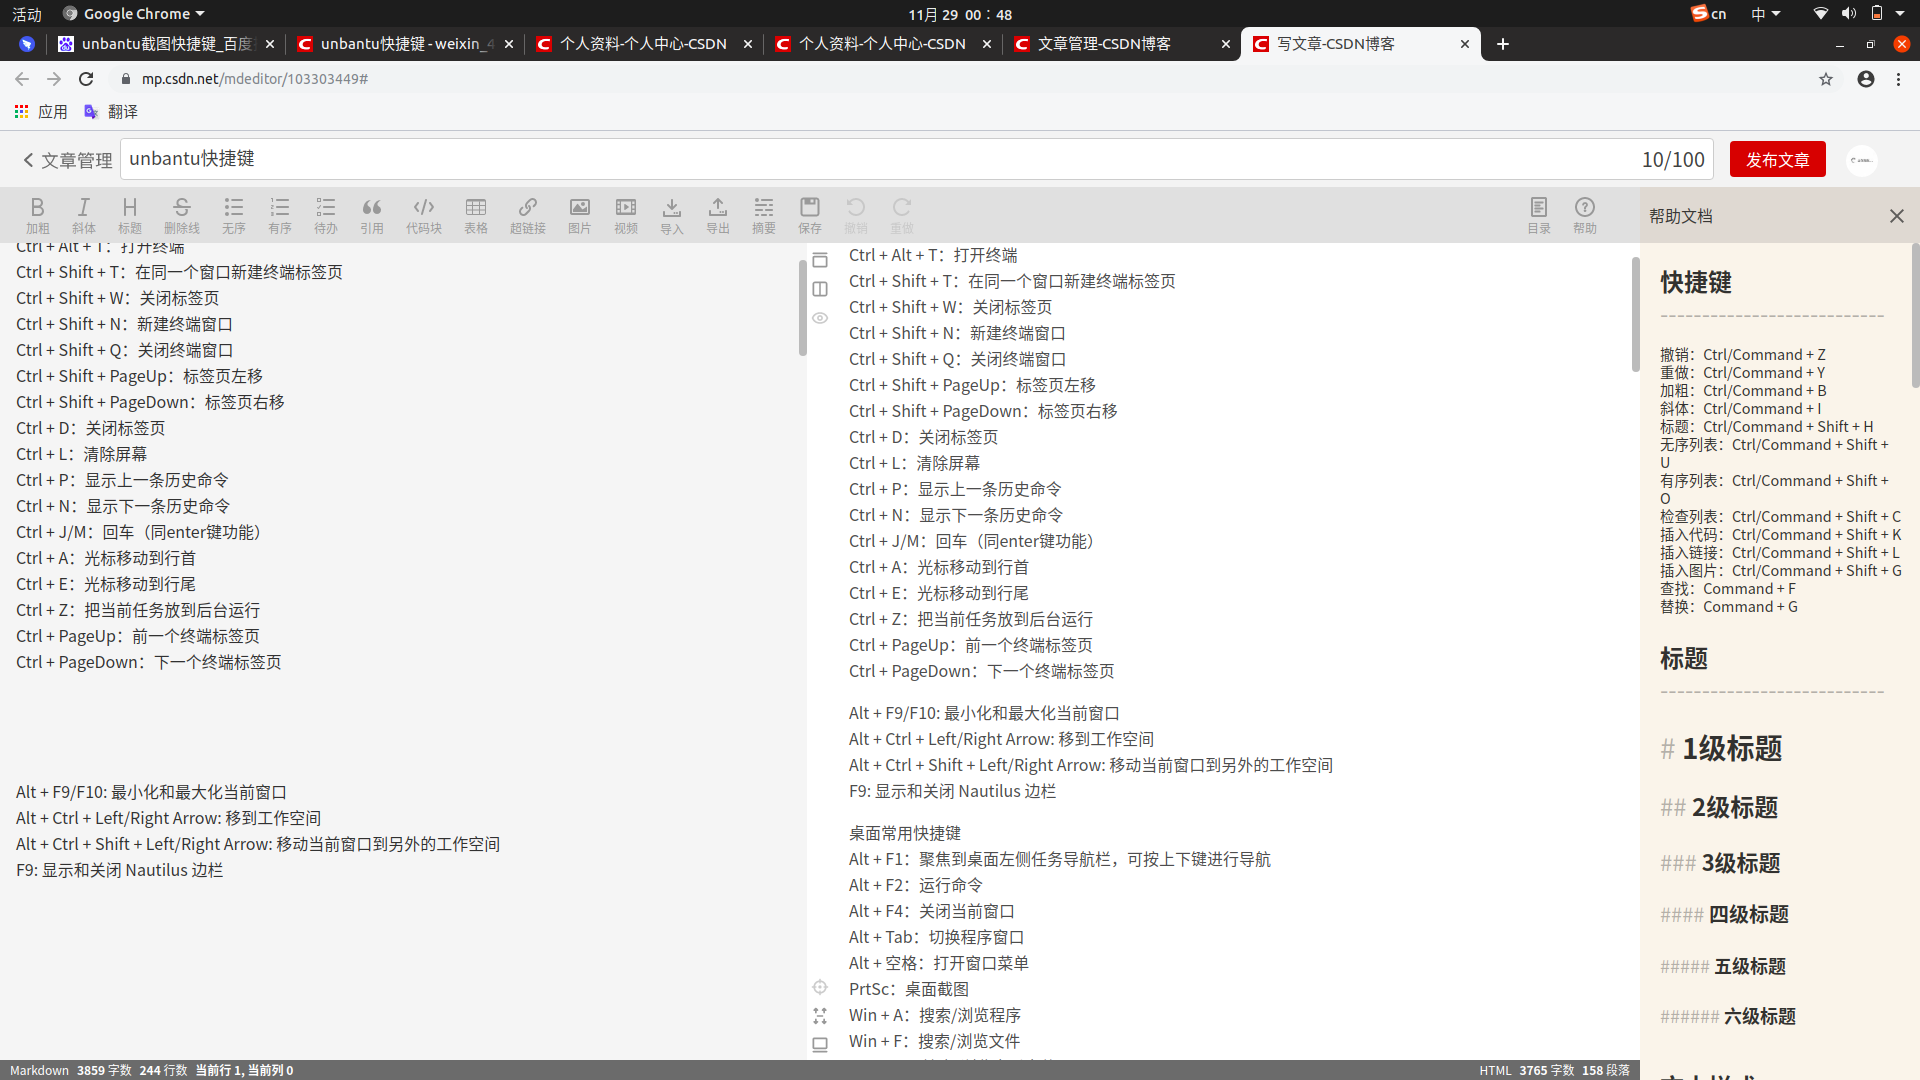 活动 Google Chrome 11月 29 00：48 cn 中
unbantu截图快捷键_百度 unbantu快捷键 - weixin_4 个人资料-个人中心-CSDN 个人资料-个人中心-CSDN 文章管理-CSDN博客 写文章-CSDN博客
mp.csdn.net/mdeditor/103303449#
应用 翻译
文章管理 unbantu快捷键 10/100 发布文章
加粗 斜体 标题 删除线 无序 有序 待办 引用 代码块 表格 超链接 图片 视频 导入 导出 摘要 保存 撤销 重做 目录 帮助
Ctrl + Alt + T：打开终端
Ctrl + Shift + T：在同一个窗口新建终端标签页
Ctrl + Shift + W：关闭标签页
Ctrl + Shift + N：新建终端窗口
Ctrl + Shift + Q：关闭终端窗口
Ctrl + Shift + PageUp：标签页左移
Ctrl + Shift + PageDown：标签页右移
Ctrl + D：关闭标签页
Ctrl + L：清除屏幕
Ctrl + P：显示上一条历史命令
Ctrl + N：显示下一条历史命令
Ctrl + J/M：回车（同enter键功能）
Ctrl + A：光标移动到行首
Ctrl + E：光标移动到行尾
Ctrl + Z：把当前任务放到后台运行
Ctrl + PageUp：前一个终端标签页
Ctrl + PageDown：下一个终端标签页
Alt + F9/F10: 最小化和最大化当前窗口
Alt + Ctrl + Left/Right Arrow: 移到工作空间
Alt + Ctrl + Shift + Left/Right Arrow: 移动当前窗口到另外的工作空间
F9: 显示和关闭 Nautilus 边栏
Ctrl + Alt + T：打开终端
Ctrl + Shift + T：在同一个窗口新建终端标签页
Ctrl + Shift + W：关闭标签页
Ctrl + Shift + N：新建终端窗口
Ctrl + Shift + Q：关闭终端窗口
Ctrl + Shift + PageUp：标签页左移
Ctrl + Shift + PageDown：标签页右移
Ctrl + D：关闭标签页
Ctrl + L：清除屏幕
Ctrl + P：显示上一条历史命令
Ctrl + N：显示下一条历史命令
Ctrl + J/M：回车（同enter键功能）
Ctrl + A：光标移动到行首
Ctrl + E：光标移动到行尾
Ctrl + Z：把当前任务放到后台运行
Ctrl + PageUp：前一个终端标签页
Ctrl + PageDown：下一个终端标签页
Alt + F9/F10: 最小化和最大化当前窗口
Alt + Ctrl + Left/Right Arrow: 移到工作空间
Alt + Ctrl + Shift + Left/Right Arrow: 移动当前窗口到另外的工作空间
F9: 显示和关闭 Nautilus 边栏
桌面常用快捷键
Alt + F1：聚焦到桌面左侧任务导航栏，可按上下键进行导航
Alt + F2：运行命令
Alt + F4：关闭当前窗口
Alt + Tab：切换程序窗口
Alt + 空格：打开窗口菜单
PrtSc：桌面截图
Win + A：搜索/浏览程序
Win + F：搜索/浏览文件
帮助文档
快捷键
----------------------------
撤销：Ctrl/Command + Z
重做：Ctrl/Command + Y
加粗：Ctrl/Command + B
斜体：Ctrl/Command + I
标题：Ctrl/Command + Shift + H
无序列表：Ctrl/Command + Shift +
U
有序列表：Ctrl/Command + Shift +
O
检查列表：Ctrl/Command + Shift + C
插入代码：Ctrl/Command + Shift + K
插入链接：Ctrl/Command + Shift + L
插入图片：Ctrl/Command + Shift + G
查找：Command + F
替换：Command + G
标题
----------------------------
# 1级标题
## 2级标题
### 3级标题
#### 四级标题
##### 五级标题
###### 六级标题
Markdown 3859 字数 244 行数 当前行 1, 当前列 0 HTML 3765 字数 158 段落